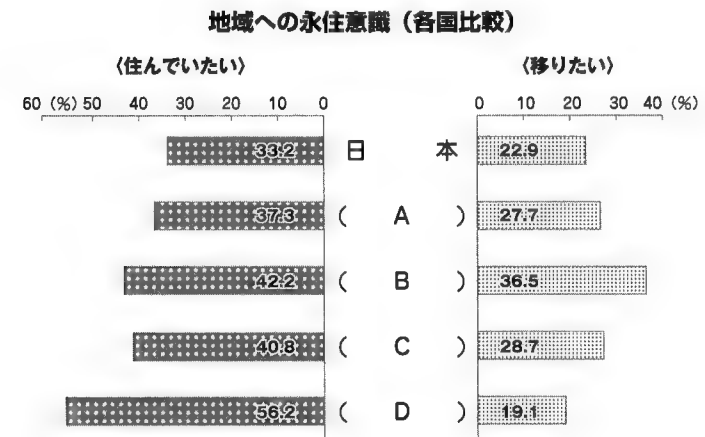 地域への永住意識（各国比較）
〈住んでいたい〉 〈移りたい〉
60 (%) 50 40 30 20 10 0 0 10 20 30 40 (%)
33.2 日 本 22.9
37.3 ( A ) 27.7
42.2 ( B ) 36.5
40.8 ( C ) 28.7
56.2 ( D ) 19.1